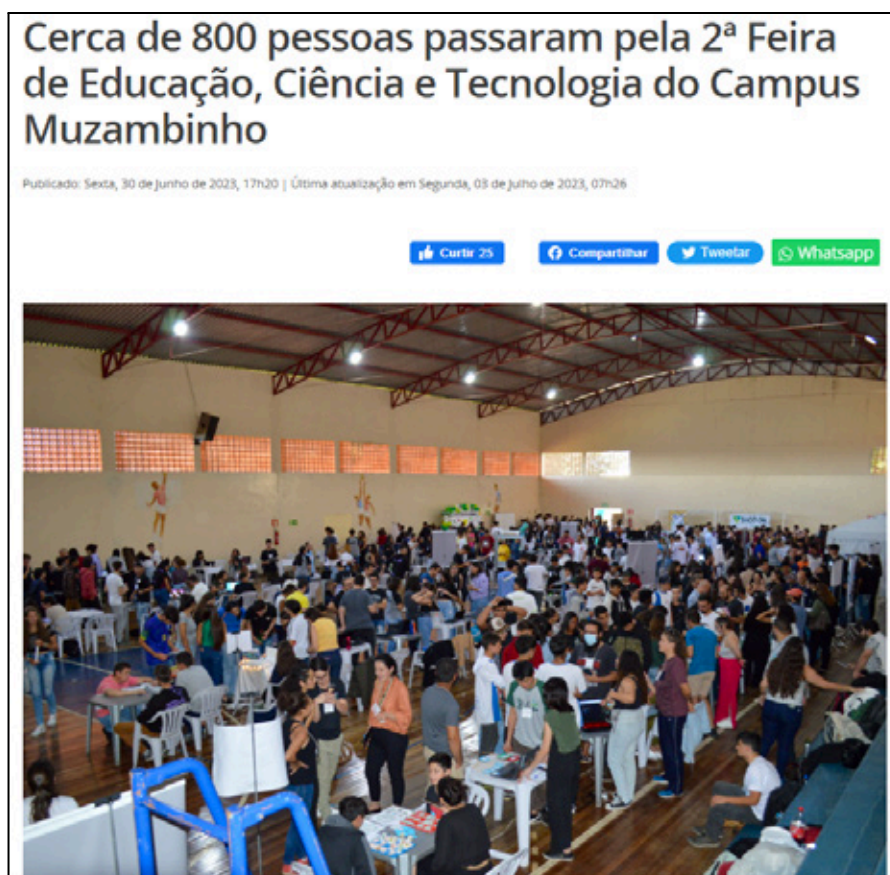 Cerca de 800 pessoas passaram pela 2ª Feira
de Educação, Ciência e Tecnologia do Campus
Muzambinho
Publicado: Sexta, 30 de Junho de 2023, 17h20 | Última atualização em Segunda, 03 de Julho de 2023, 07h26
Curtir 25 Compartilhar Tweetar Whatsapp